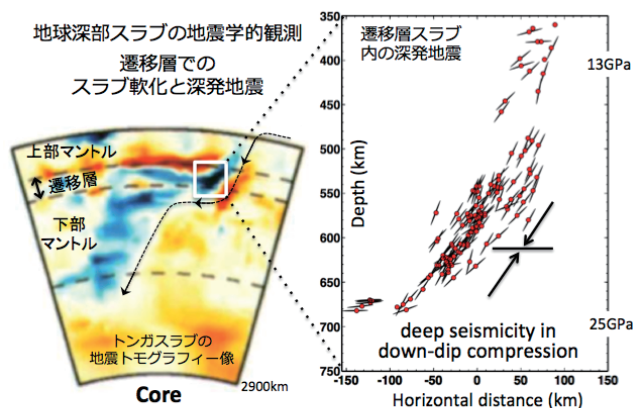 地球深部スラブの地震学的観測
遷移層での
スラブ軟化と深発地震
上部マントル
遷移層
下部
マントル
トンガスラブの
地震トモグラフィー像
Core
2900km
遷移層スラブ
内の深発地震
13GPa
25GPa
Depth (km)
350
400
450
500
550
600
650
700
750
deep seismicity in
down-dip compression
-150
-100
-50
0
50
100
150
Horizontal distance (km)